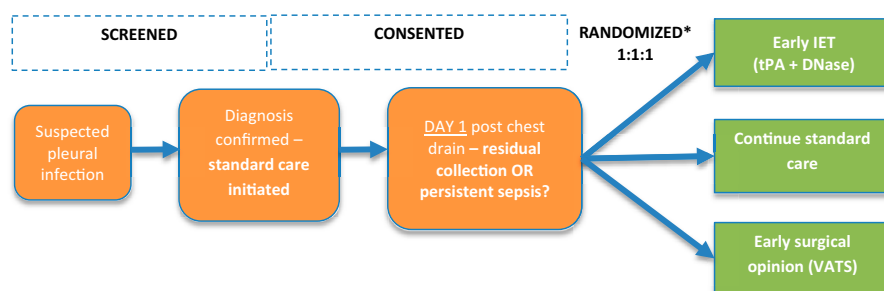 SCREENED
CONSENTED
RANDOMIZED*
1:1:1
Suspected
pleural
infection
Diagnosis
confirmed –
standard care
initiated
DAY 1 post chest
drain – residual
collection OR
persistent sepsis?
Early IET
(tPA + DNase)
Continue standard
care
Early surgical
opinion (VATS)